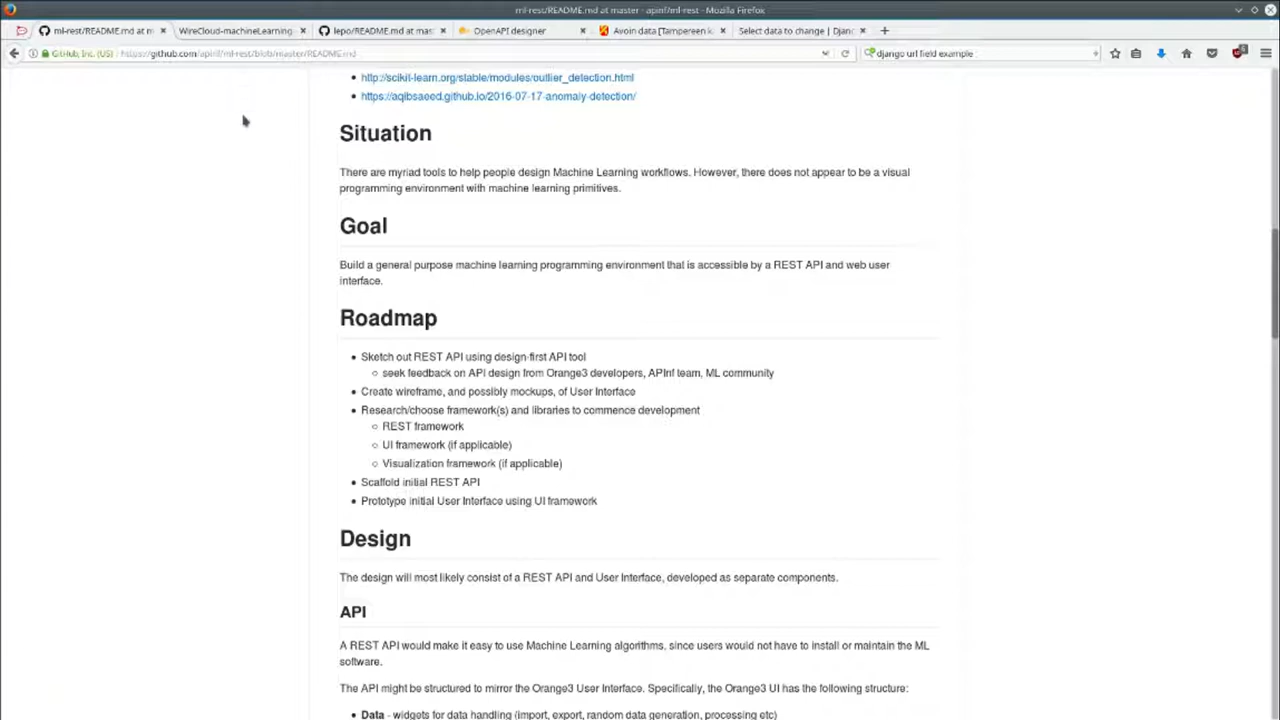 ml-rest/README.md at master · apinf/ml-rest - Mozilla Firefox
ml-rest/README.md at m
WireCloud-machineLearning
lepo/README.md at mas
OpenAPI designer
Avoin data [Tampereen k
Select data to change | Djan
GitHub, Inc. (US)
https://github.com/apinf/ml-rest/blob/master/README.md
django url field example
http://scikit-learn.org/stable/modules/outlier_detection.html
https://aqibsaeed.github.io/2016-07-17-anomaly-detection/
Situation
There are myriad tools to help people design Machine Learning workflows. However, there does not appear to be a visual
programming environment with machine learning primitives.
Goal
Build a general purpose machine learning programming environment that is accessible by a REST API and web user
interface.
Roadmap
Sketch out REST API using design-first API tool
seek feedback on API design from Orange3 developers, APInf team, ML community
Create wireframe, and possibly mockups, of User Interface
Research/choose framework(s) and libraries to commence development
REST framework
UI framework (if applicable)
Visualization framework (if applicable)
Scaffold initial REST API
Prototype initial User Interface using UI framework
Design
The design will most likely consist of a REST API and User Interface, developed as separate components.
API
A REST API would make it easy to use Machine Learning algorithms, since users would not have to install or maintain the ML
software.
The API might be structured to mirror the Orange3 User Interface. Specifically, the Orange3 UI has the following structure:
Data - widgets for data handling (import, export, random data generation, processing etc)